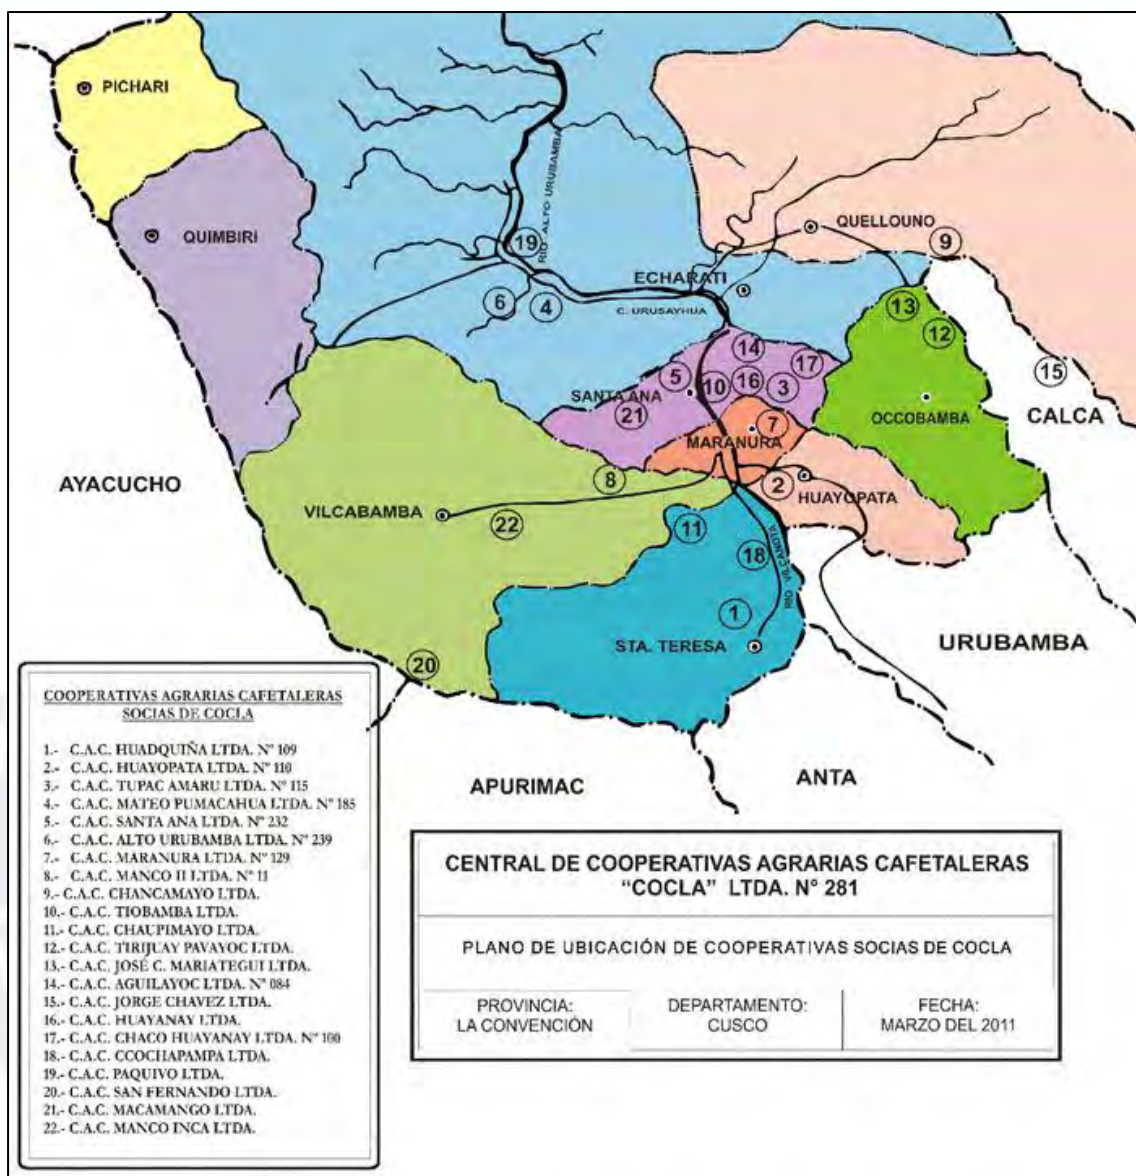 PICHARI
QUIMBIRI
RIO ALTO URUBAMBA
QUELLOUNO
19
9
ECHARATI
6
4
C. URUSAYHUA
13
12
14
17
15
5
10
16
3
SANTA ANA
21
OCCOBAMBA
CALCA
7
MARANURA
AYACUCHO
8
2
HUAYOPATA
VILCABAMBA
22
11
18
RIO VILCANOTA
1
STA. TERESA
URUBAMBA
20
APURIMAC
ANTA
COOPERATIVAS AGRARIAS CAFETALERAS
SOCIAS DE COCLA
1.- C.A.C. HUADQUIÑA LTDA. N° 109
2.- C.A.C. HUAYOPATA LTDA. N° 110
3.- C.A.C. TUPAC AMARU LTDA. N° 115
4.- C.A.C. MATEO PUMACAHUA LTDA. N° 185
5.- C.A.C. SANTA ANA LTDA. N° 232
6.- C.A.C. ALTO URUBAMBA LTDA. N° 239
7.- C.A.C. MARANURA LTDA. N° 129
8.- C.A.C. MANCO II LTDA. N° 11
9.- C.A.C. CHANCAMAYO LTDA.
10.- C.A.C. TIOBAMBA LTDA.
11.- C.A.C. CHAUPIMAYO LTDA.
12.- C.A.C. TIRIJUAY PAVAYOC LTDA.
13.- C.A.C. JOSÉ C. MARIATEGUI LTDA.
14.- C.A.C. AGUILAYOC LTDA. N° 084
15.- C.A.C. JORGE CHAVEZ LTDA.
16.- C.A.C. HUAYANAY LTDA.
17.- C.A.C. CHACO HUAYANAY LTDA. N° 100
18.- C.A.C. CCOCHAPAMPA LTDA.
19.- C.A.C. PAQUIVO LTDA.
20.- C.A.C. SAN FERNANDO LTDA.
21.- C.A.C. MACAMANGO LTDA.
22.- C.A.C. MANCO INCA LTDA.
CENTRAL DE COOPERATIVAS AGRARIAS CAFETALERAS
"COCLA" LTDA. N° 281
PLANO DE UBICACIÓN DE COOPERATIVAS SOCIAS DE COCLA
PROVINCIA:
LA CONVENCIÓN
DEPARTAMENTO:
CUSCO
FECHA:
MARZO DEL 2011